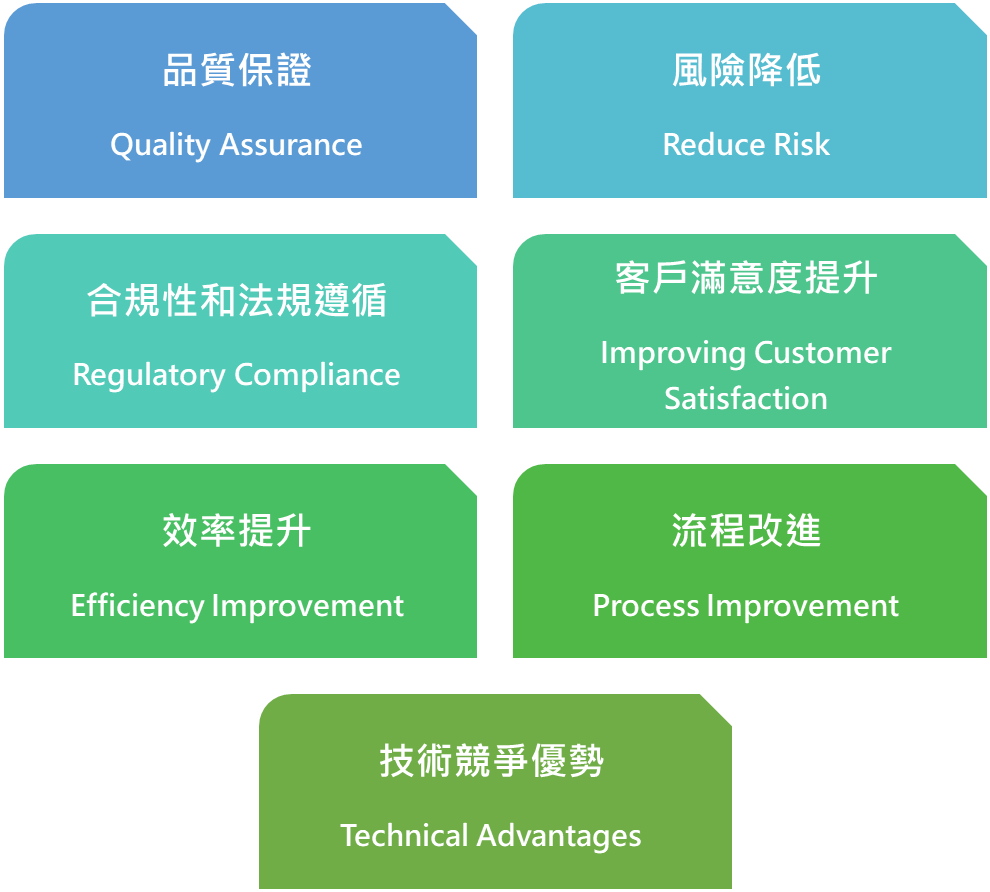 品質保證
Quality Assurance
風險降低
Reduce Risk
合規性和法規遵循
Regulatory Compliance
客戶滿意度提升
Improving Customer
Satisfaction
效率提升
Efficiency Improvement
流程改進
Process Improvement
技術競爭優勢
Technical Advantages